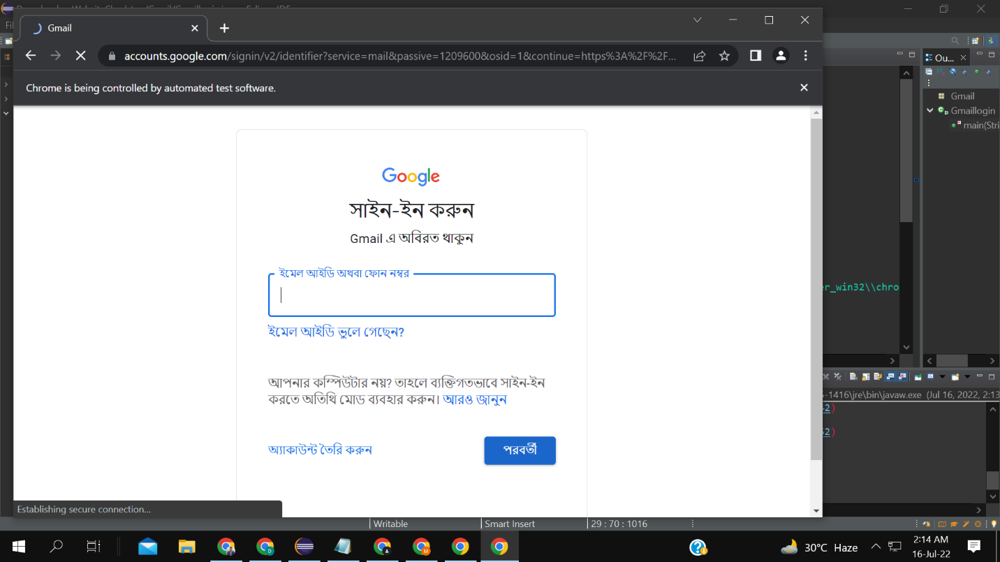 Gmail
accounts.google.com/signin/v2/identifier?service=mail&passive=1209600&osid=1&continue=https%3A%2F%2F...
Chrome is being controlled by automated test software.
Google
সাইন-ইন করুন
Gmail এ অবিরত থাকুন
ইমেল আইডি অথবা ফোন নম্বর
ইমেল আইডি ভুলে গেছেন?
আপনার কম্পিউটার নয়? তাহলে ব্যক্তিগতভাবে সাইন-ইন
করতে অতিথি মোড ব্যবহার করুন। আরও জানুন
অ্যাকাউন্ট তৈরি করুন
পরবর্তী
Establishing secure connection...
Ou...
Gmail
Gmaillogin
main(Stri
er_win32\\chro
-1416\jre\bin\javaw.exe (Jul 16, 2022, 2:13
2)
52)
Writable
Smart Insert
29 : 70 : 1016
30°C Haze
2:14 AM
16-Jul-22